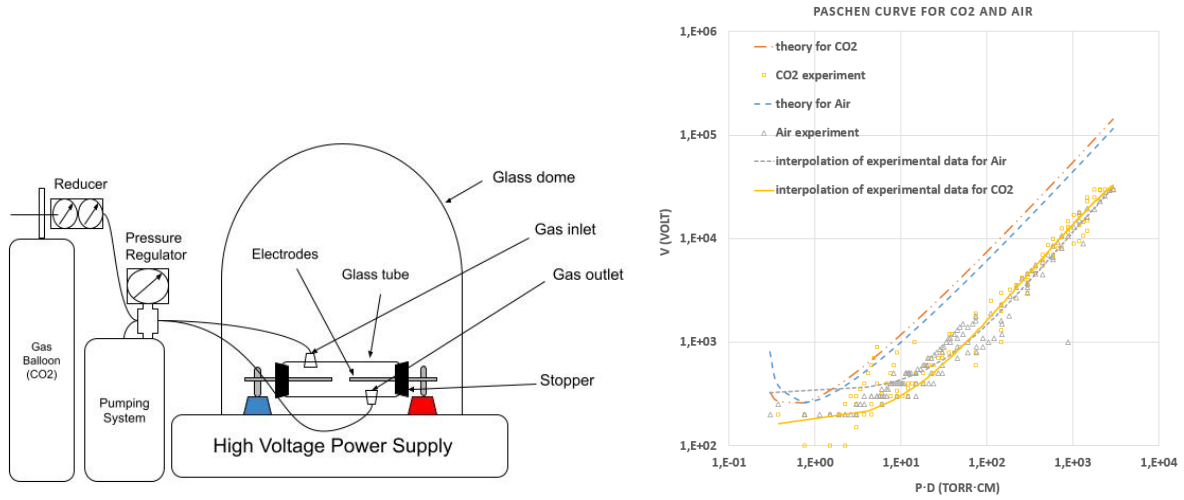 Reducer
Pressure
Regulator
Gas
Balloon
(CO2)
Pumping
System
Electrodes
Glass tube
Glass dome
Gas inlet
Gas outlet
Stopper
High Voltage Power Supply
PASCHEN CURVE FOR CO2 AND AIR
1,E+06
1,E+05
1,E+04
1,E+03
1,E+02
V (VOLT)
theory for CO2
CO2 experiment
theory for Air
Air experiment
interpolation of experimental data for Air
interpolation of experimental data for CO2
1,E-01
1,E+00
1,E+01
1,E+02
1,E+03
1,E+04
P·D (TORR·CM)